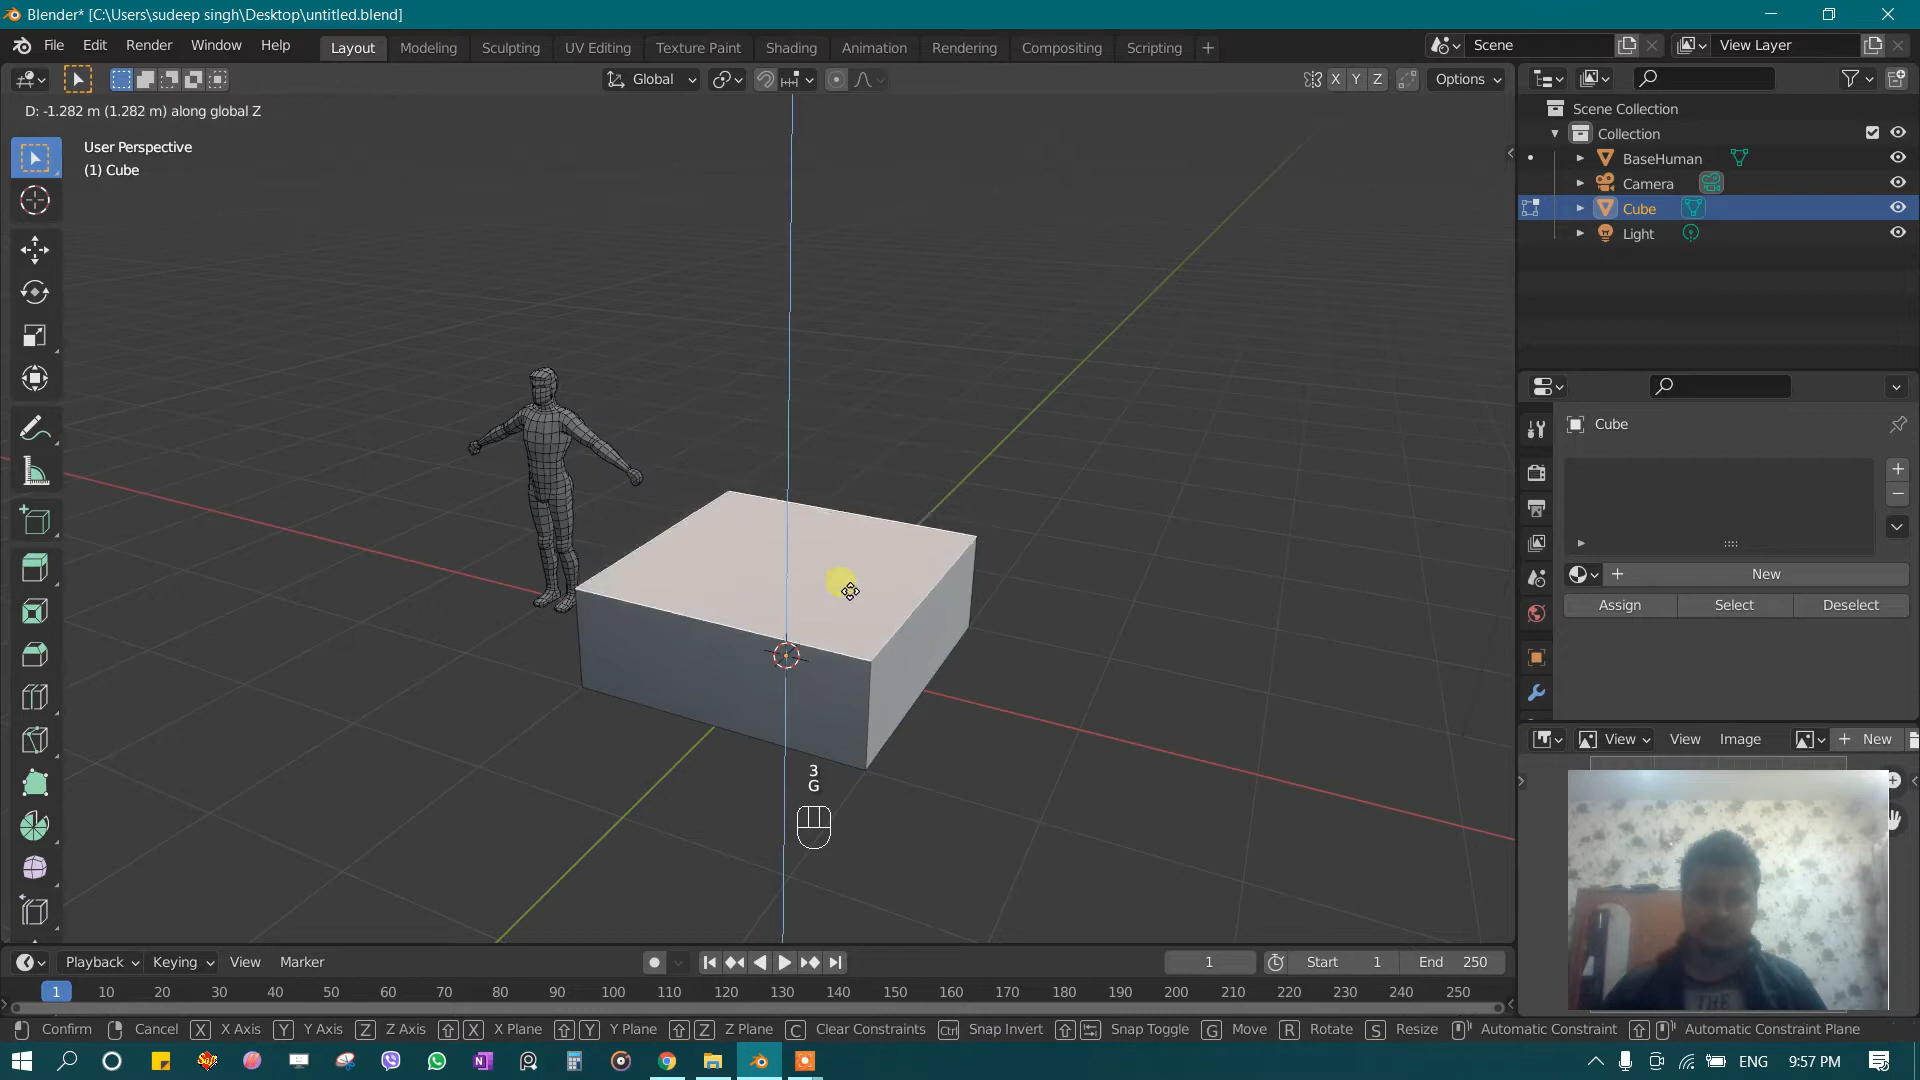 Blender* [C:\Users\sudeep singh\Desktop\untitled.blend]
File Edit Render Window Help Layout Modeling Sculpting UV Editing Texture Paint Shading Animation Rendering Compositing Scripting + Scene View Layer
Global X Y Z Options
D: -1.282 m (1.282 m) along global Z
User Perspective
(1) Cube
Scene Collection
Collection
BaseHuman
Camera
Cube
Light
Cube
New
Assign Select Deselect
View View Image New
3
G
Playback Keying View Marker 1 Start 1 End 250
1 10 20 30 40 50 60 70 80 90 100 110 120 130 140 150 160 170 180 190 200 210 220 230 240 250
Confirm Cancel X X Axis Y Y Axis Z Z Axis X X Plane Y Y Plane Z Z Plane C Clear Constraints Ctrl Snap Invert Snap Toggle G Move R Rotate S Resize Automatic Constraint Automatic Constraint Plane
THE
ENG 9:57 PM